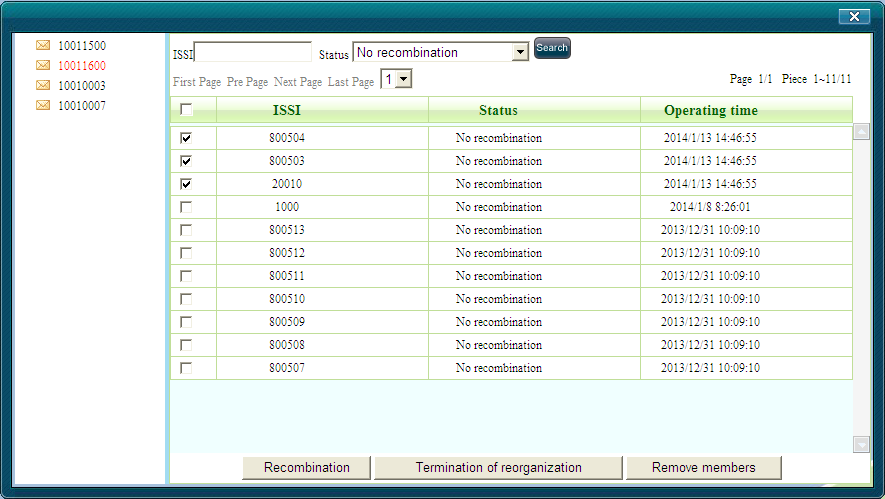 10011500
10011600
10010003
10010007
ISSI Status No recombination Search
First Page Pre Page Next Page Last Page 1 Page 1/1 Piece 1~11/11
ISSI Status Operating time
800504 No recombination 2014/1/13 14:46:55
800503 No recombination 2014/1/13 14:46:55
20010 No recombination 2014/1/13 14:46:55
1000 No recombination 2014/1/8 8:26:01
800513 No recombination 2013/12/31 10:09:10
800512 No recombination 2013/12/31 10:09:10
800511 No recombination 2013/12/31 10:09:10
800510 No recombination 2013/12/31 10:09:10
800509 No recombination 2013/12/31 10:09:10
800508 No recombination 2013/12/31 10:09:10
800507 No recombination 2013/12/31 10:09:10
Recombination Termination of reorganization Remove members